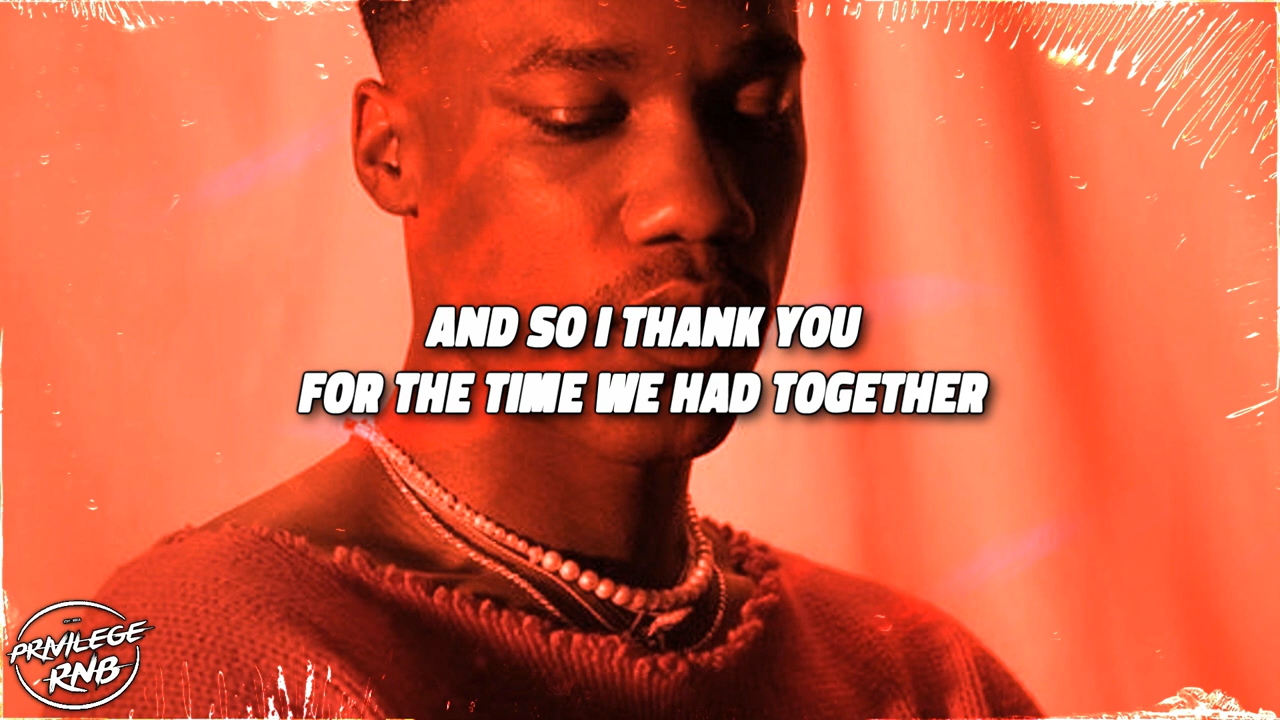 AND SO I THANK YOU
FOR THE TIME WE HAD TOGETHER
PRIVILEGE
RNB